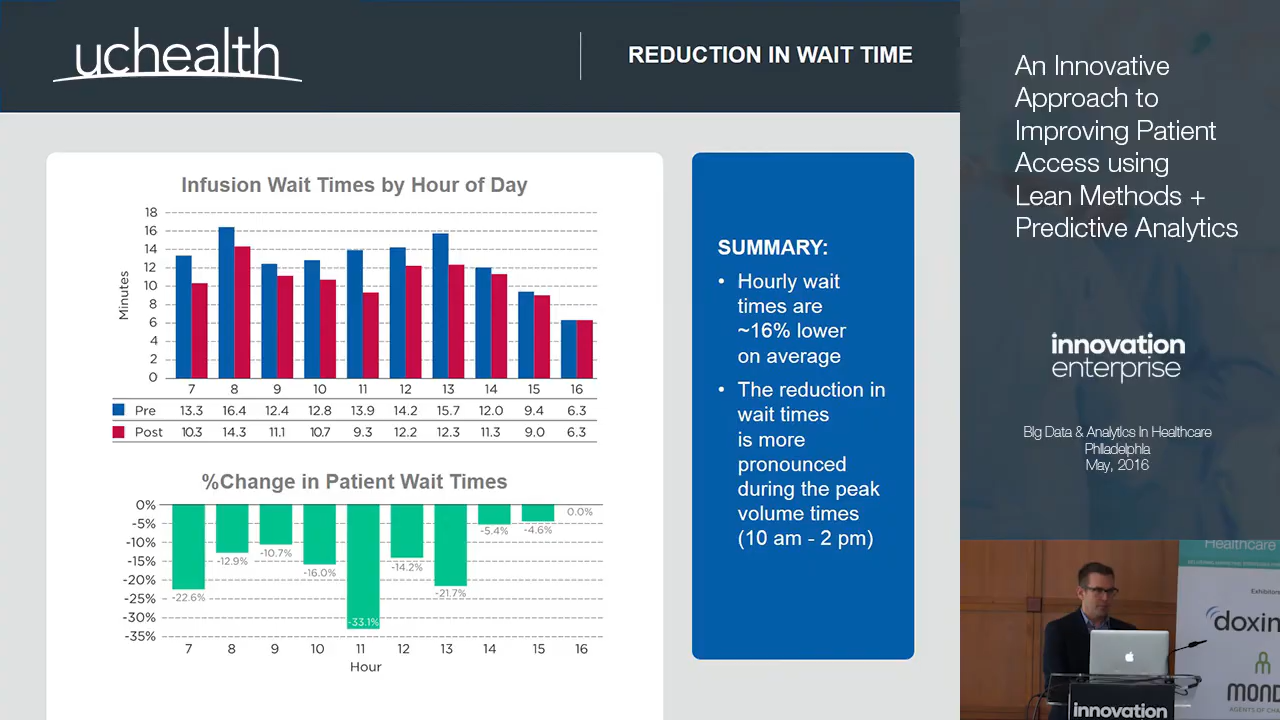 uchealth
REDUCTION IN WAIT TIME
Infusion Wait Times by Hour of Day
18
16
14
12
10
8
6
4
2
0
Minutes
7 8 9 10 11 12 13 14 15 16
Pre 13.3 16.4 12.4 12.8 13.9 14.2 15.7 12.0 9.4 6.3
Post 10.3 14.3 11.1 10.7 9.3 12.2 12.3 11.3 9.0 6.3
%Change in Patient Wait Times
0%
-5%
-10%
-15%
-20%
-25%
-30%
-35%
-22.6% -12.9% -10.7% -16.0% -33.1% -14.2% -21.7% -5.4% -4.6% 0.0%
7 8 9 10 11 12 13 14 15 16
Hour
SUMMARY:
• Hourly wait
times are
~16% lower
on average
• The reduction in
wait times
is more
pronounced
during the peak
volume times
(10 am - 2 pm)
An Innovative
Approach to
Improving Patient
Access using
Lean Methods +
Predictive Analytics
innovation
enterprise
Big Data & Analytics In Healthcare
Philadelphia
May, 2016
Healthcare
doxim
MOND
innovation